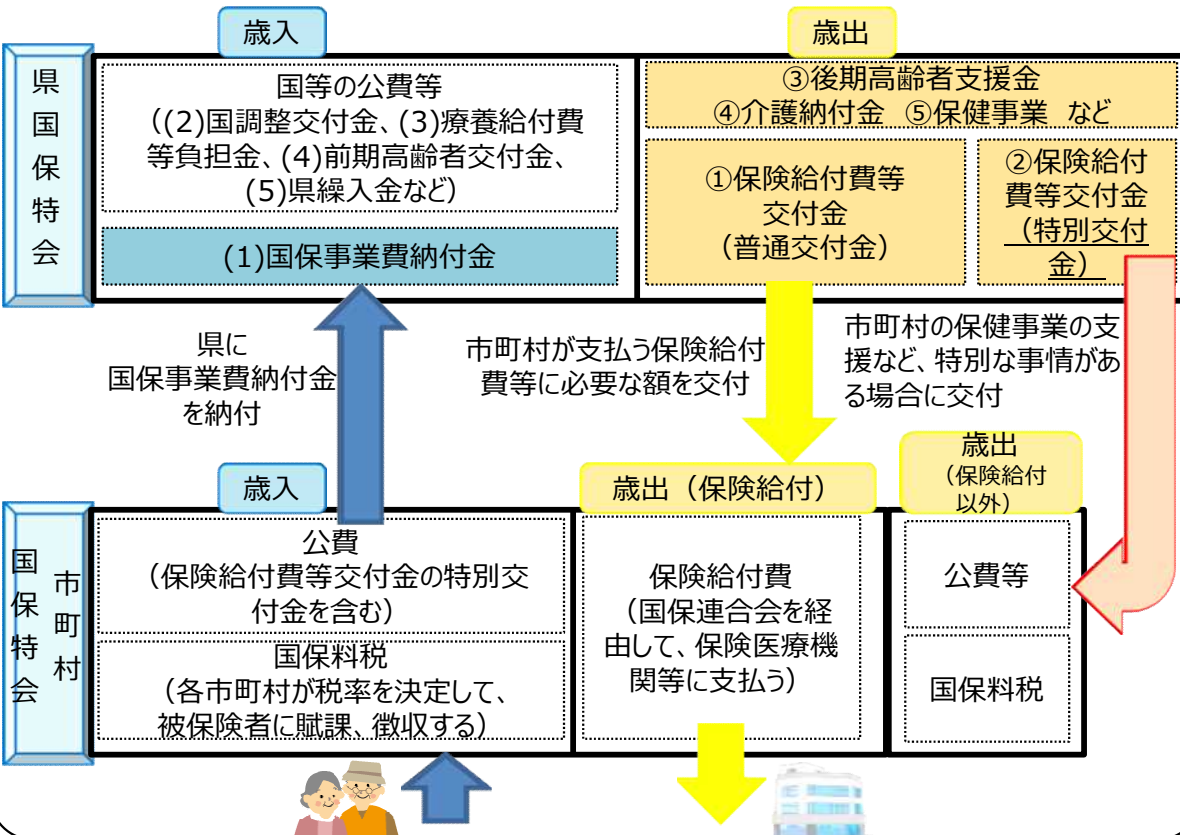 歳入
歳出
県国保特会
国等の公費等
((2)国調整交付金、(3)療養給付費
等負担金、(4)前期高齢者交付金、
(5)県繰入金など）
(1)国保事業費納付金
③後期高齢者支援金
④介護納付金 ⑤保健事業 など
①保険給付費等
交付金
（普通交付金）
②保険給付
費等交付金
（特別交付
金）
県に
国保事業費納付金
を納付
市町村が支払う保険給付
費等に必要な額を交付
市町村の保健事業の支
援など、特別な事情があ
る場合に交付
歳入
歳出（保険給付）
歳出
（保険給付
以外）
市町村
国保特会
公費
（保険給付費等交付金の特別交
付金を含む）
国保料税
（各市町村が税率を決定して、
被保険者に賦課、徴収する）
保険給付費
（国保連合会を経
由して、保険医療機
関等に支払う）
公費等
国保料税